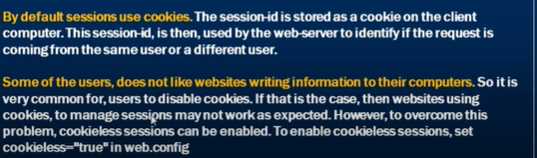 By default sessions use cookies. The session-id is stored as a cookie on the client
computer. This session-id, is then, used by the web-server to identify if the request is
coming from the same user or a different user.
Some of the users, does not like websites writing information to their computers. So it is
very common for, users to disable cookies. If that is the case, then websites using
cookies, to manage sessions may not work as expected. However, to overcome this
problem, cookieless sessions can be enabled. To enable cookieless sessions, set
cookieless="true" in web.config